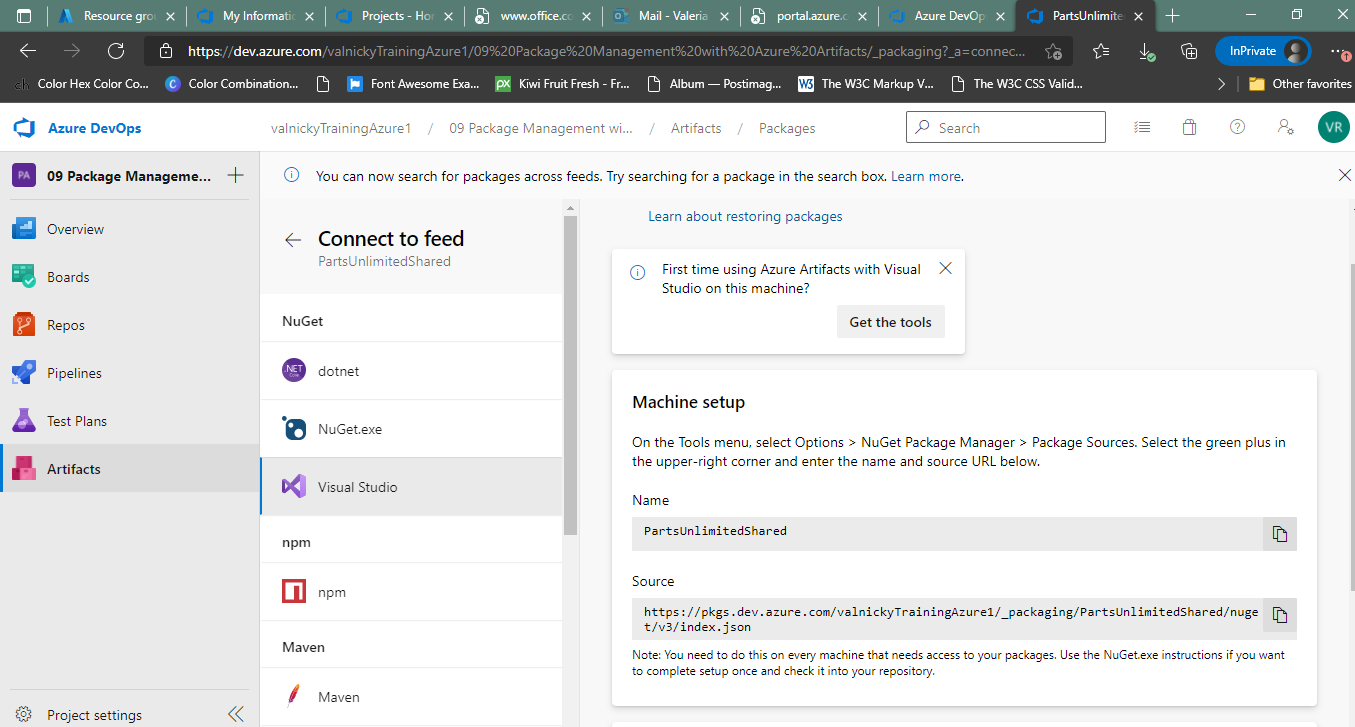 Resource gro
My Informatio
Projects - Ho
www.office.co
Mail - Valeria
portal.azure.c
Azure DevOp
PartsUnlimite
https://dev.azure.com/valnickyTrainingAzure1/09%20Package%20Management%20with%20Azure%20Artifacts/_packaging?_a=connec...
InPrivate
Color Hex Color Co...
Color Combination...
Font Awesome Exa...
Kiwi Fruit Fresh - Fr...
Album — Postimag...
The W3C Markup V...
The W3C CSS Valid...
Other favorites
Azure DevOps
valnickyTrainingAzure1 / 09 Package Management wi... / Artifacts / Packages
Search
VR
PA
09 Package Manageme...
You can now search for packages across feeds. Try searching for a package in the search box. Learn more.
Overview
Boards
Repos
Pipelines
Test Plans
Artifacts
Project settings
Connect to feed
PartsUnlimitedShared
NuGet
dotnet
NuGet.exe
Visual Studio
npm
npm
Maven
Maven
Learn about restoring packages
First time using Azure Artifacts with Visual
Studio on this machine?
Get the tools
Machine setup
On the Tools menu, select Options > NuGet Package Manager > Package Sources. Select the green plus in
the upper-right corner and enter the name and source URL below.
Name
PartsUnlimitedShared
Source
https://pkgs.dev.azure.com/valnickyTrainingAzure1/_packaging/PartsUnlimitedShared/nuge
t/v3/index.json
Note: You need to do this on every machine that needs access to your packages. Use the NuGet.exe instructions if you want
to complete setup once and check it into your repository.